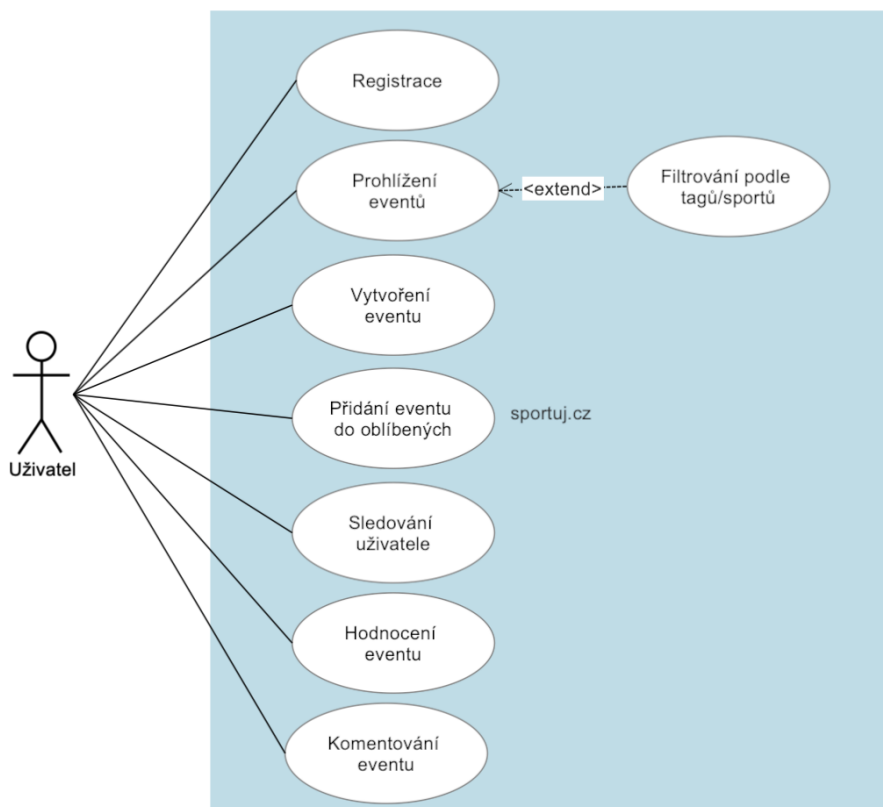 Registrace
Prohlížení
eventů
<extend>
Filtrování podle
tagů/sportů
Vytvoření
eventu
Přidání eventu
do oblíbených
sportuj.cz
Uživatel
Sledování
uživatele
Hodnocení
eventu
Komentování
eventu